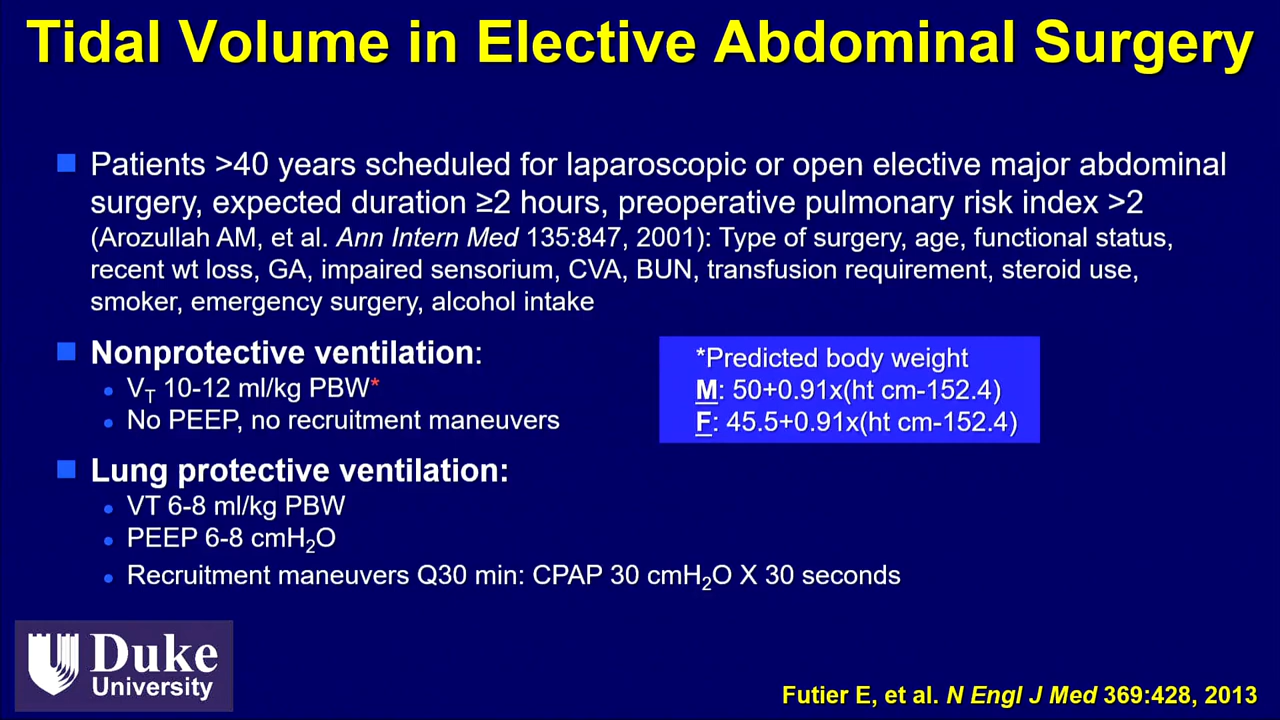 Tidal Volume in Elective Abdominal Surgery
Patients >40 years scheduled for laparoscopic or open elective major abdominal
surgery, expected duration ≥2 hours, preoperative pulmonary risk index >2
(Arozullah AM, et al. Ann Intern Med 135:847, 2001): Type of surgery, age, functional status,
recent wt loss, GA, impaired sensorium, CVA, BUN, transfusion requirement, steroid use,
smoker, emergency surgery, alcohol intake
Nonprotective ventilation:
V_T 10-12 ml/kg PBW*
No PEEP, no recruitment maneuvers
*Predicted body weight
M: 50+0.91x(ht cm-152.4)
F: 45.5+0.91x(ht cm-152.4)
Lung protective ventilation:
VT 6-8 ml/kg PBW
PEEP 6-8 cmH₂O
Recruitment maneuvers Q30 min: CPAP 30 cmH₂O X 30 seconds
Duke
University
Futier E, et al. N Engl J Med 369:428, 2013